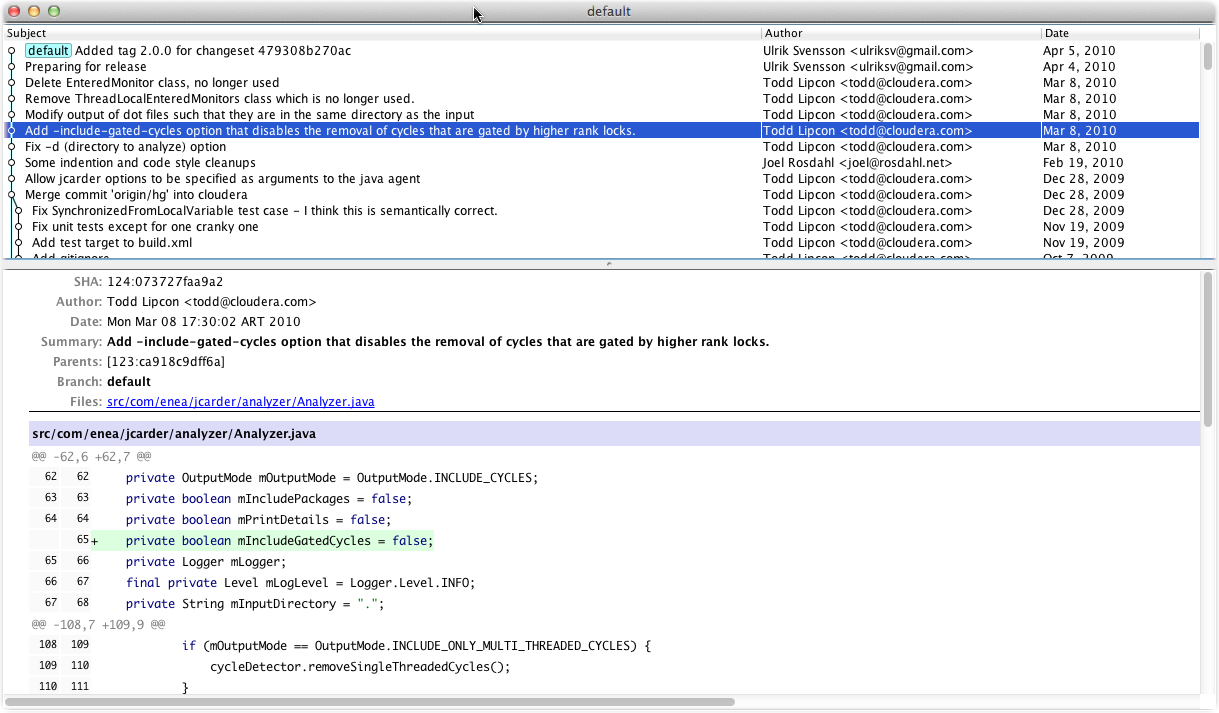 default
Subject Author Date
default Added tag 2.0.0 for changeset 479308b270ac Ulrik Svensson <ulriksv@gmail.com> Apr 5, 2010
Preparing for release Ulrik Svensson <ulriksv@gmail.com> Apr 4, 2010
Delete EnteredMonitor class, no longer used Todd Lipcon <todd@cloudera.com> Mar 8, 2010
Remove ThreadLocalEnteredMonitors class which is no longer used. Todd Lipcon <todd@cloudera.com> Mar 8, 2010
Modify output of dot files such that they are in the same directory as the input Todd Lipcon <todd@cloudera.com> Mar 8, 2010
Add -include-gated-cycles option that disables the removal of cycles that are gated by higher rank locks. Todd Lipcon <todd@cloudera.com> Mar 8, 2010
Fix -d (directory to analyze) option Todd Lipcon <todd@cloudera.com> Mar 8, 2010
Some indention and code style cleanups Joel Rosdahl <joel@rosdahl.net> Feb 19, 2010
Allow jcarder options to be specified as arguments to the java agent Todd Lipcon <todd@cloudera.com> Dec 28, 2009
Merge commit 'origin/hg' into cloudera Todd Lipcon <todd@cloudera.com> Dec 28, 2009
Fix SynchronizedFromLocalVariable test case - I think this is semantically correct. Todd Lipcon <todd@cloudera.com> Dec 28, 2009
Fix unit tests except for one cranky one Todd Lipcon <todd@cloudera.com> Nov 19, 2009
Add test target to build.xml Todd Lipcon <todd@cloudera.com> Nov 19, 2009
Add gitignore Todd Lipcon <todd@cloudera.com> Oct 7, 2009
SHA: 124:073727faa9a2
Author: Todd Lipcon <todd@cloudera.com>
Date: Mon Mar 08 17:30:02 ART 2010
Summary: Add -include-gated-cycles option that disables the removal of cycles that are gated by higher rank locks.
Parents: [123:ca918c9dff6a]
Branch: default
Files: src/com/enea/jcarder/analyzer/Analyzer.java
src/com/enea/jcarder/analyzer/Analyzer.java
@@ -62,6 +62,7 @@
62 62 private OutputMode mOutputMode = OutputMode.INCLUDE_CYCLES;
63 63 private boolean mIncludePackages = false;
64 64 private boolean mPrintDetails = false;
65+ private boolean mIncludeGatedCycles = false;
65 66 private Logger mLogger;
66 67 final private Level mLogLevel = Logger.Level.INFO;
67 68 private String mInputDirectory = ".";
@@ -108,7 +109,9 @@
108 109 if (mOutputMode == OutputMode.INCLUDE_ONLY_MULTI_THREADED_CYCLES) {
109 110 cycleDetector.removeSingleThreadedCycles();
110 111 }